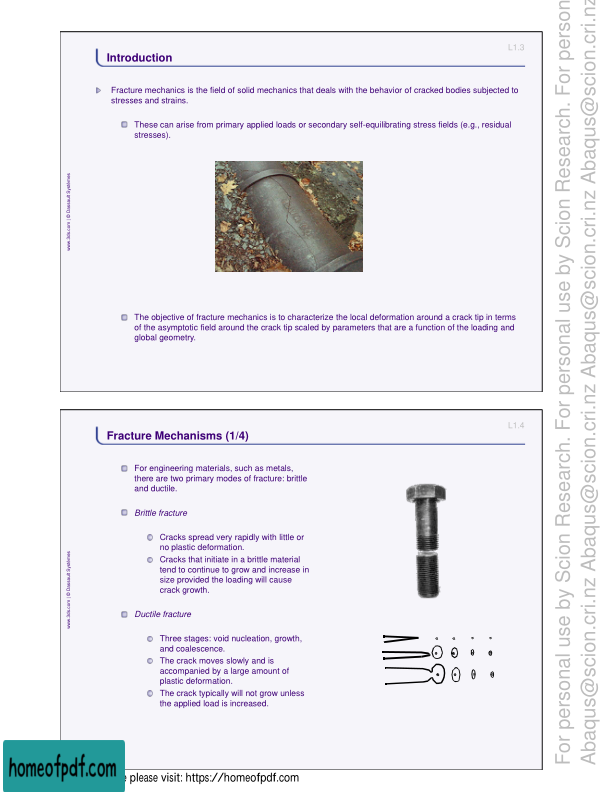 L1.3
Introduction
Fracture mechanics is the field of solid mechanics that deals with the behavior of cracked bodies subjected to
stresses and strains.
These can arise from primary applied loads or secondary self-equilibrating stress fields (e.g., residual
stresses).
www.3ds.com | © Dassault Systèmes
The objective of fracture mechanics is to characterize the local deformation around a crack tip in terms
of the asymptotic field around the crack tip scaled by parameters that are a function of the loading and
global geometry.
L1.4
Fracture Mechanisms (1/4)
For engineering materials, such as metals,
there are two primary modes of fracture: brittle
and ductile.
Brittle fracture
Cracks spread very rapidly with little or
no plastic deformation.
Cracks that initiate in a brittle material
tend to continue to grow and increase in
size provided the loading will cause
crack growth.
www.3ds.com | © Dassault Systèmes
Ductile fracture
Three stages: void nucleation, growth,
and coalescence.
The crack moves slowly and is
accompanied by a large amount of
plastic deformation.
The crack typically will not grow unless
the applied load is increased.
For personal use by Scion Research. For personal use by Scion Research. For person
Abaqus@scion.cri.nz Abaqus@scion.cri.nz Abaqus@scion.cri.nz Abaqus@scion.cri.nz
homeofpdf.com
please visit: https://homeofpdf.com